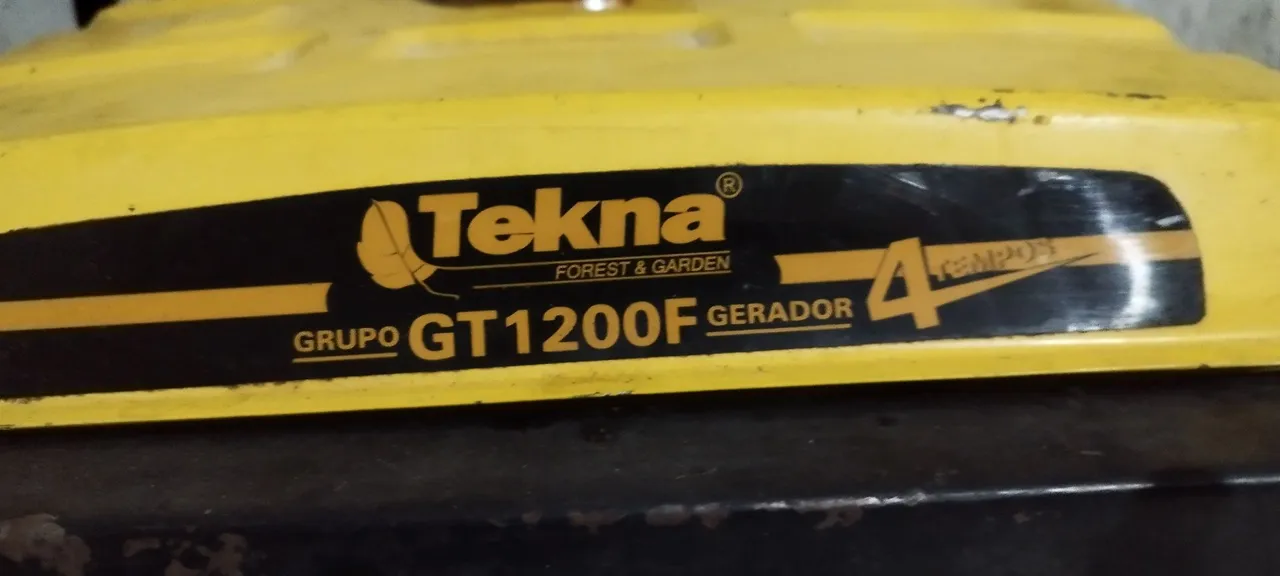 Tekna®
FOREST & GARDEN
GRUPO GT1200F GERADOR 4 TEMPOS